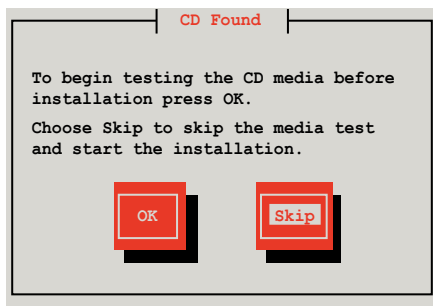 CD Found
To begin testing the CD media before
installation press OK.
Choose Skip to skip the media test
and start the installation.
OK Skip